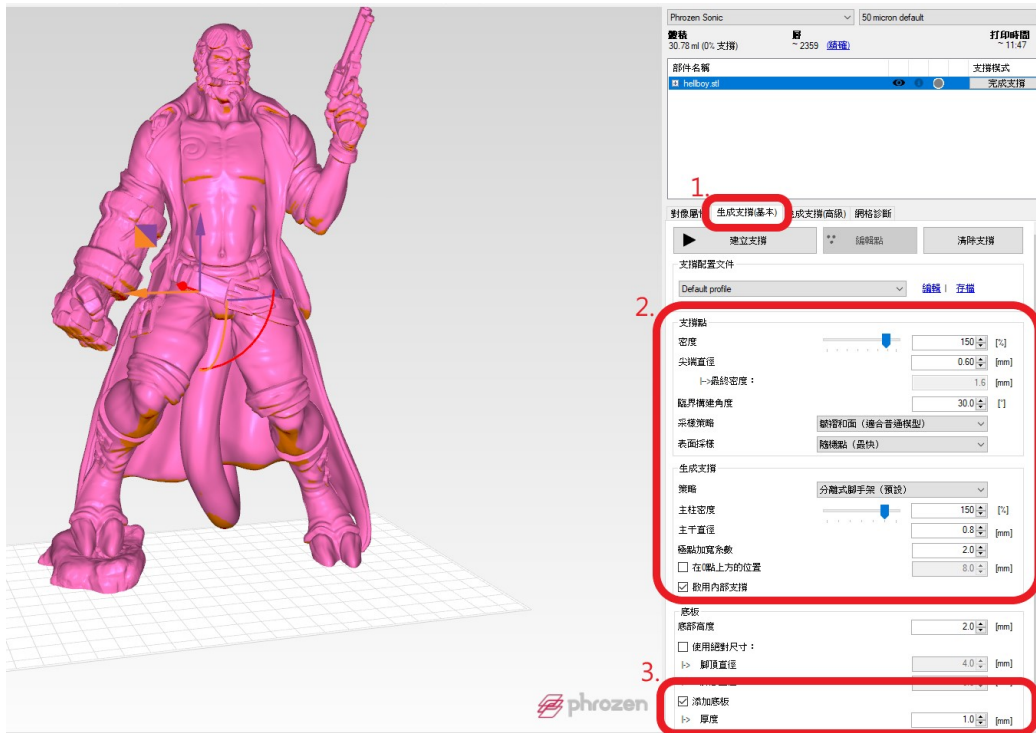 Phrozen Sonic 50 micron default
體積 層 打印時間
30.78 ml (0% 支撐) ~ 2359 (精確) ~ 11:47
部件名稱 支撐模式
hellboy.stl 完成支撐
1.
生成支撐(基本) 生成支撐(高級) 網格診斷
建立支撐 編輯點 清除支撐
支撐配置文件
Default profile 編輯 | 存檔
2.
支撐點
密度 150 [%]
尖端直徑 0.60 [mm]
|->最終密度： 1.6 [mm]
臨界構建角度 30.0 [°]
采樣策略 皺褶和面（適合普通模型）
表面採樣 隨機點（最快）
生成支撐
策略 分離式腳手架（預設）
主柱密度 150 [%]
主干直徑 0.8 [mm]
極點加寬系數 2.0
在0點上方的位置 8.0 [mm]
啟用內部支撐
底板
底部高度 2.0 [mm]
使用絕對尺寸：
|-> 腳頂直徑 4.0 [mm]
3.
添加底板
|-> 厚度 1.0 [mm]
phrozen